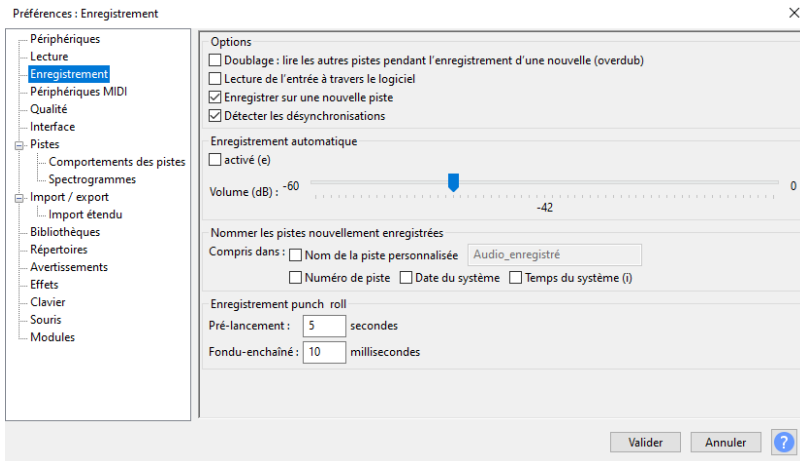 Préférences : Enregistrement
Périphériques
Lecture
Enregistrement
Périphériques MIDI
Qualité
Interface
Pistes
Comportements des pistes
Spectrogrammes
Import / export
Import étendu
Bibliothèques
Répertoires
Avertissements
Effets
Clavier
Souris
Modules
Options
Doublage : lire les autres pistes pendant l'enregistrement d'une nouvelle (overdub)
Lecture de l'entrée à travers le logiciel
Enregistrer sur une nouvelle piste
Détecter les désynchronisations
Enregistrement automatique
activé (e)
Volume (dB) : -60 0
-42
Nommer les pistes nouvellement enregistrées
Compris dans : Nom de la piste personnalisée Audio_enregistré
Numéro de piste Date du système Temps du système (i)
Enregistrement punch roll
Pré-lancement : 5 secondes
Fondu-enchaîné : 10 millisecondes
Valider Annuler ?